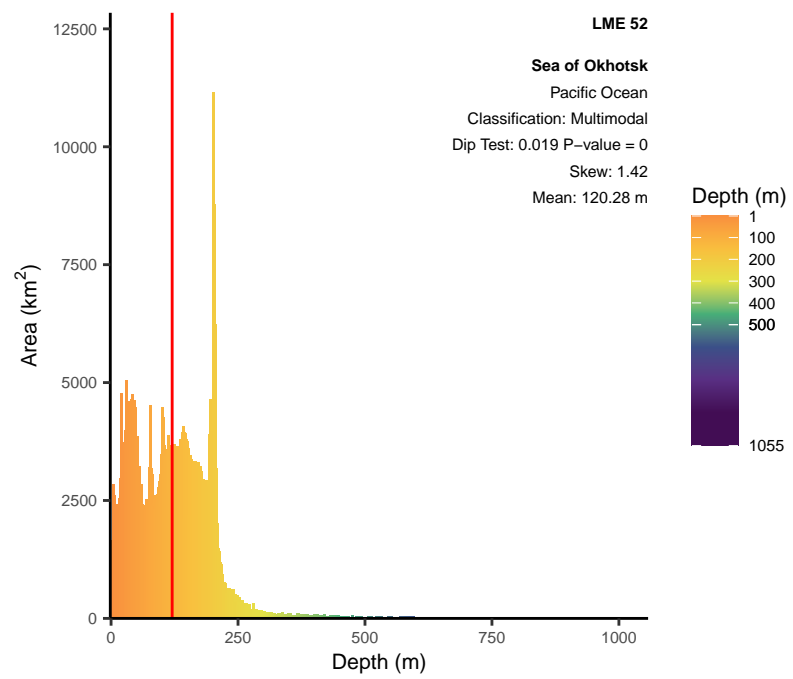 LME 52
Sea of Okhotsk
Pacific Ocean
Classification: Multimodal
Dip Test: 0.019 P−value = 0
Skew: 1.42
Mean: 120.28 m
12500
10000
7500
5000
2500
0
Area (km²)
0 250 500 750 1000
Depth (m)
Depth (m)
1
100
200
300
400
500
1055